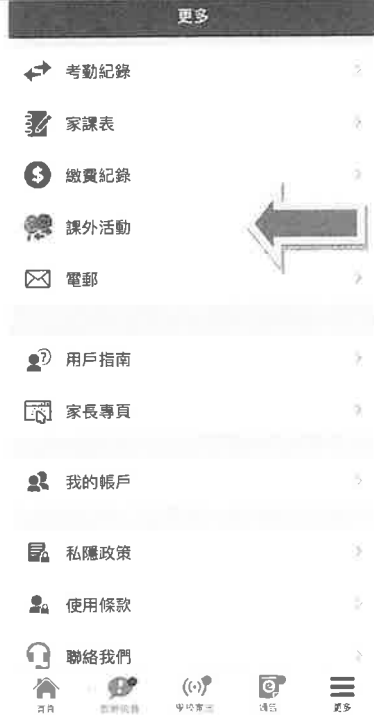 更多
考勤紀錄
家課表
繳費紀錄
課外活動
電郵
用戶指南
家長專頁
我的帳戶
私隱政策
使用條款
聯絡我們
首頁
更多